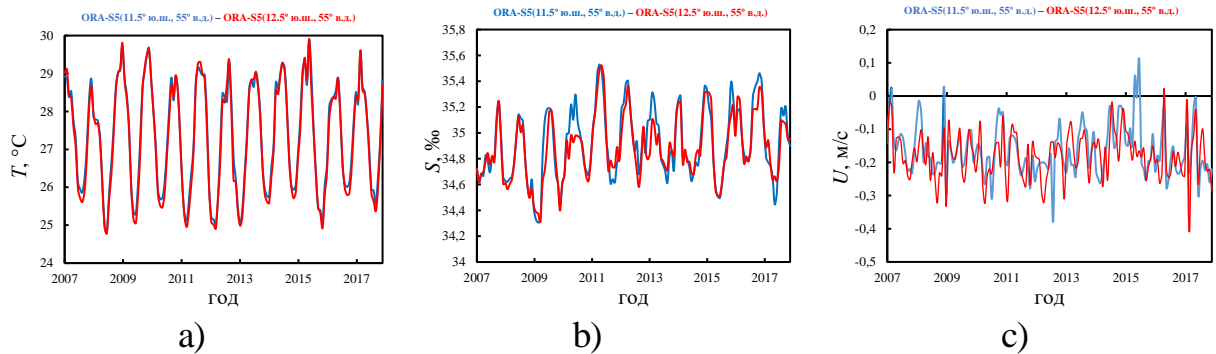 ORA-S5(11.5º ю.ш., 55º в.д.) – ORA-S5(12.5º ю.ш., 55º в.д.)
30
29
28
27
26
25
24
T, °C
2007 2009 2011 2013 2015 2017
год
a)
ORA-S5(11.5º ю.ш., 55º в.д.) – ORA-S5(12.5º ю.ш., 55º в.д.)
35,8
35,6
35,4
35,2
35
34,8
34,6
34,4
34,2
34
S, ‰
2007 2009 2011 2013 2015 2017
год
b)
ORA-S5(11.5º ю.ш., 55º в.д.) – ORA-S5(12.5º ю.ш., 55º в.д.)
0,2
0,1
0
-0,1
-0,2
-0,3
-0,4
-0,5
U, м/с
2007 2009 2011 2013 2015 2017
год
c)